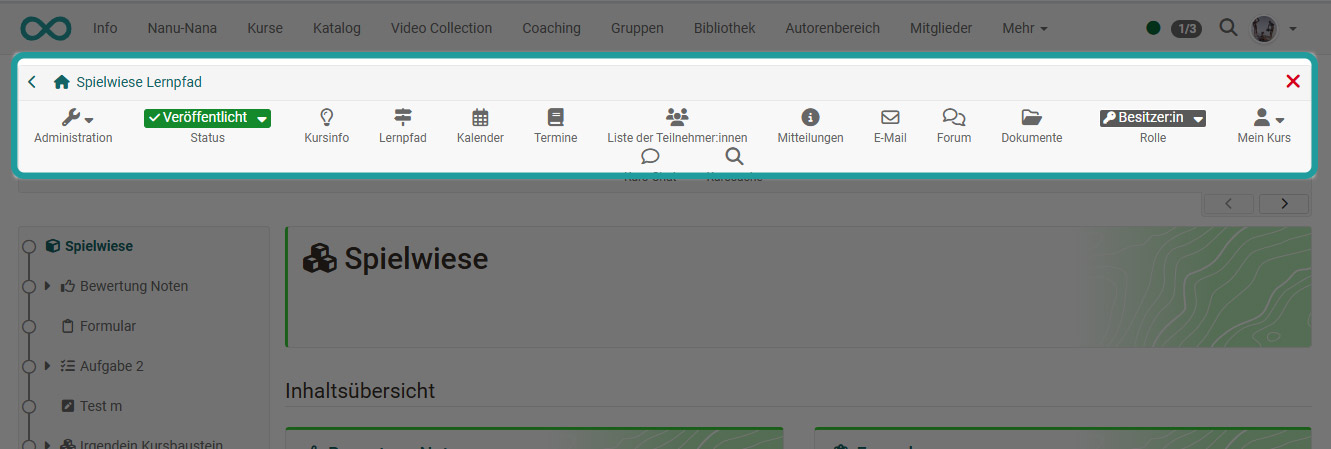 Info Nanu-Nana Kurse Katalog Video Collection Coaching Gruppen Bibliothek Autorenbereich Mitglieder Mehr 1/3
Spielwiese Lernpfad
Administration Veröffentlicht Status Kursinfo Lernpfad Kalender Termine Liste der Teilnehmer:innen Mitteilungen E-Mail Forum Dokumente Besitzer:in Rolle Mein Kurs
Spielwiese
Bewertung Noten
Formular
Aufgabe 2
Test m
Irgendein Kursbaustein
Spielwiese
Inhaltsübersicht